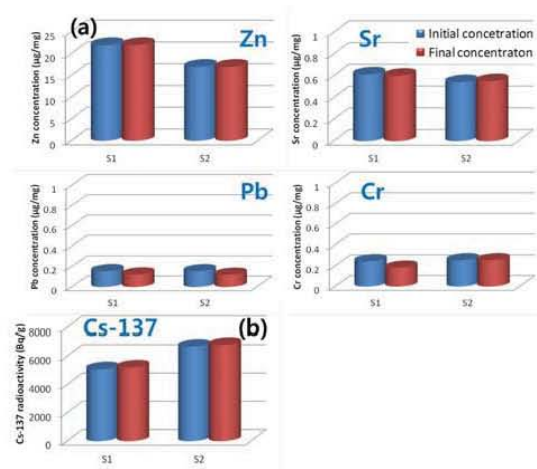 (a)
Zn
Zn concentration (µg/mg)
25
20
15
10
5
0
S1
S2
Sr
Initial concetration
Final concentraton
Sr concentration (µg/mg)
1
0.8
0.6
0.4
0.2
0
S1
S2
Pb
Pb concentration (µg/mg)
1
0.8
0.6
0.4
0.2
0
S1
S2
Cr
Cr concentration (µg/mg)
1
0.8
0.6
0.4
0.2
0
S1
S2
Cs-137
(b)
Cs-137 radioactivity (Bq/g)
8000
6000
4000
2000
0
S1
S2